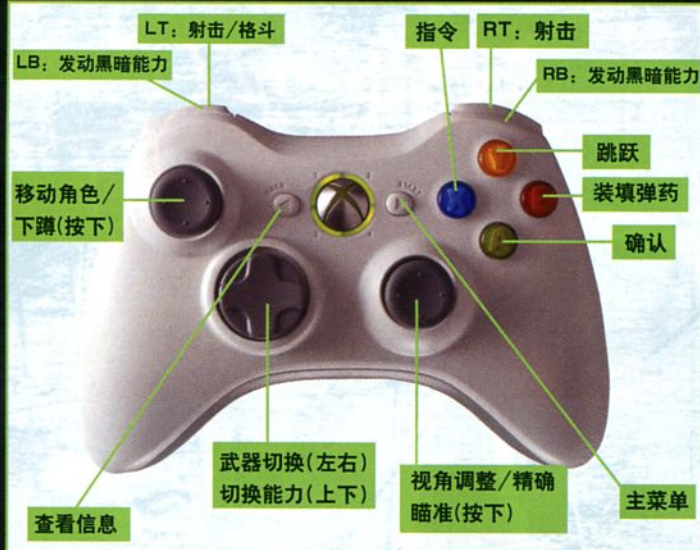 LT：射击/格斗
指令
RT：射击
LB：发动黑暗能力
RB：发动黑暗能力
跳跃
移动角色/
下蹲(按下)
装填弹药
确认
武器切换(左右)
切换能力(上下)
视角调整/精确
瞄准(按下)
主菜单
查看信息